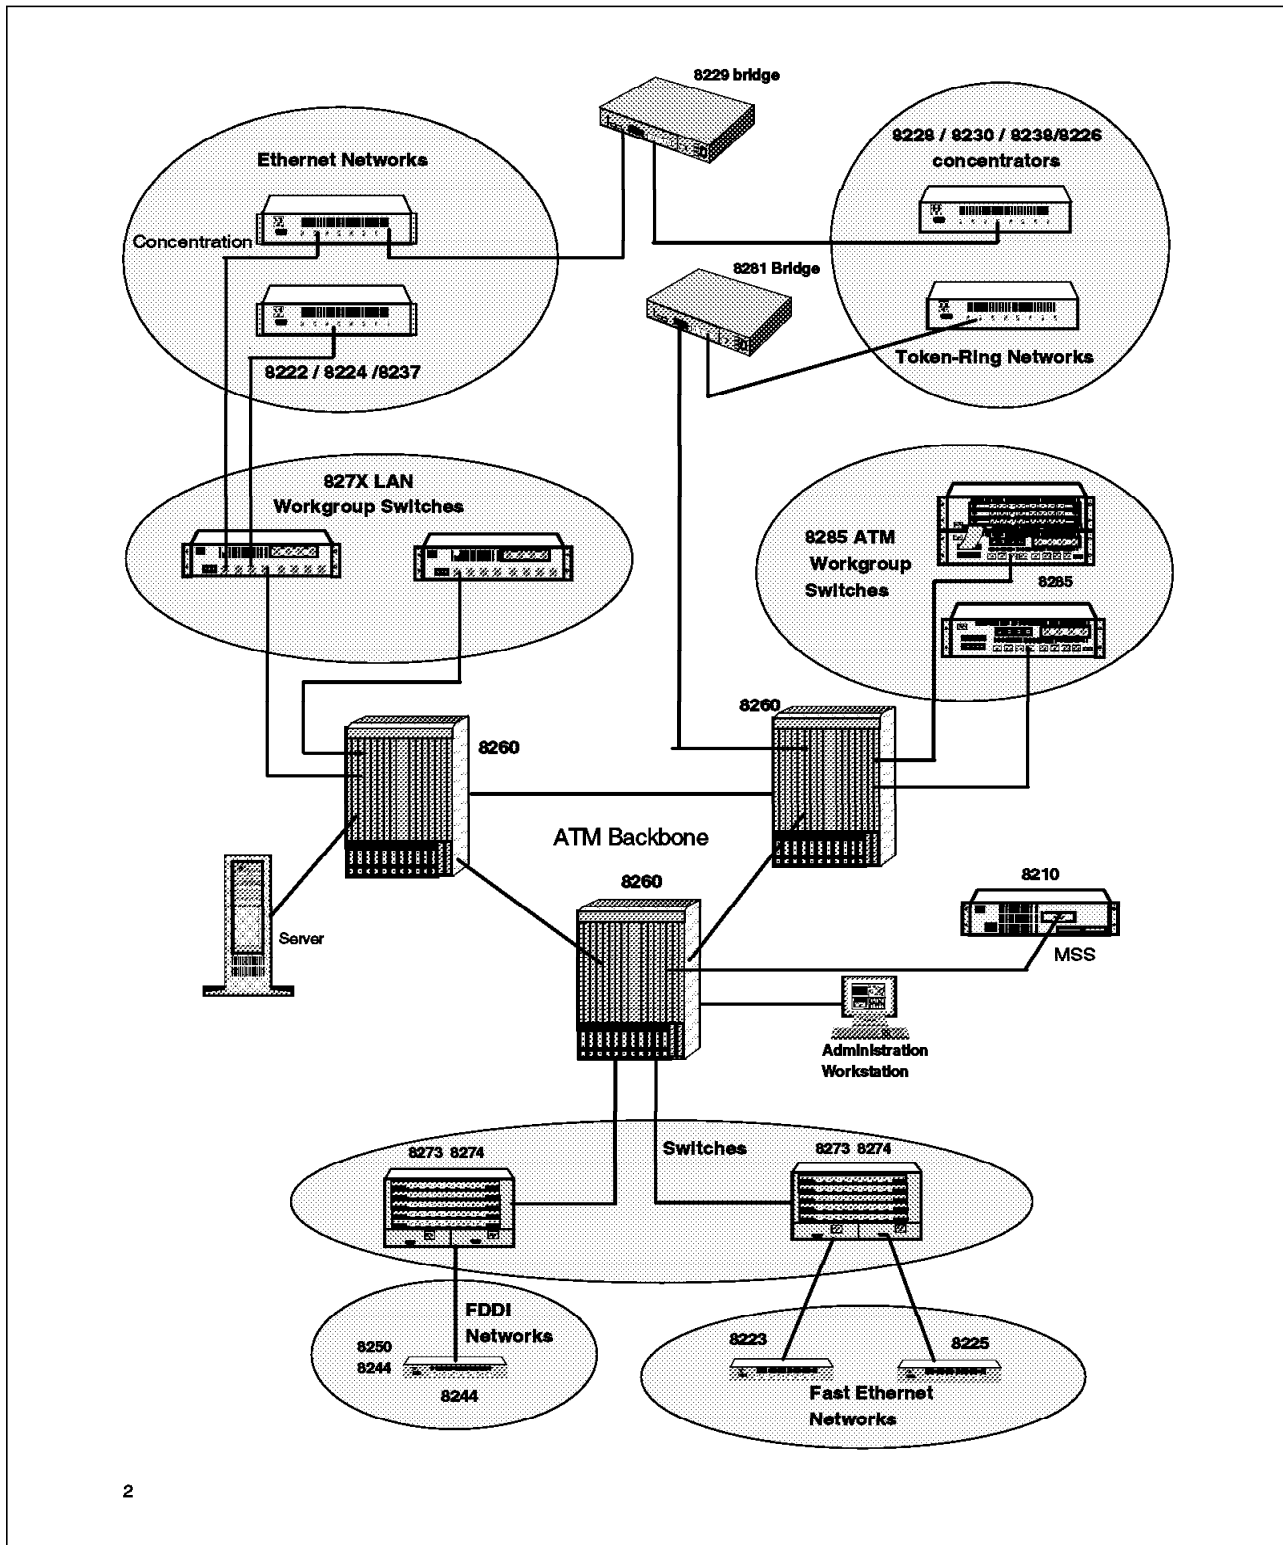 8229 bridge
Ethernet Networks
8228 / 8230 / 8238/8226
concentrators
Concentration
8281 Bridge
8222 / 8224 /8237
Token-Ring Networks
827X LAN
Workgroup Switches
8285 ATM
Workgroup
Switches
8285
8260
8260
ATM Backbone
8260
8210
Server
MSS
Administration
Workstation
Switches
8273 8274
8273 8274
FDDI
Networks
8250
8244
8244
8223
8225
Fast Ethernet
Networks
2